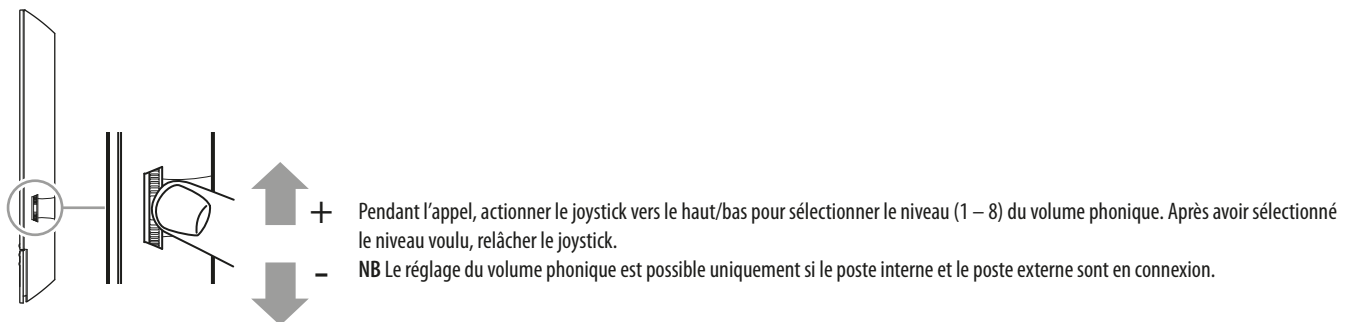 + Pendant l’appel, actionner le joystick vers le haut/bas pour sélectionner le niveau (1 – 8) du volume phonique. Après avoir sélectionné
le niveau voulu, relâcher le joystick.
- NB Le réglage du volume phonique est possible uniquement si le poste interne et le poste externe sont en connexion.